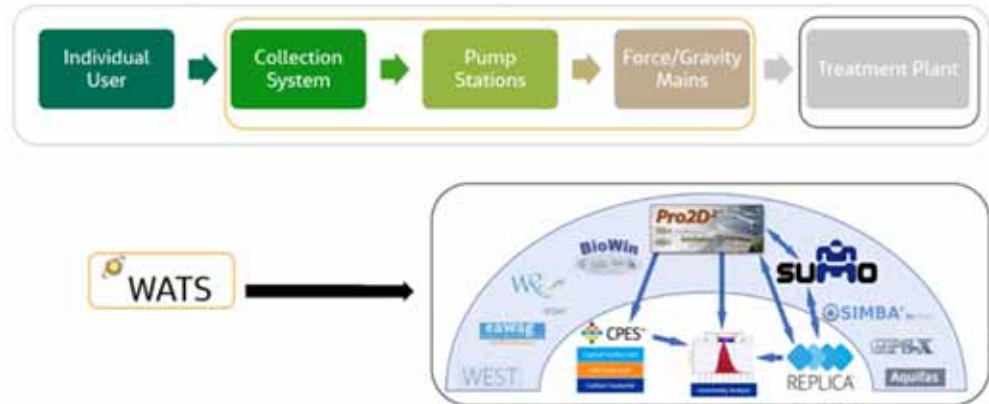 Individual
User
Collection
System
Pump
Stations
Force/Gravity
Mains
Treatment Plant
WATS
Pro2D
BioWin
SUMO
SIMBA
eawag
CPES
GPS-X
WEST
REPLICA
Aquifas